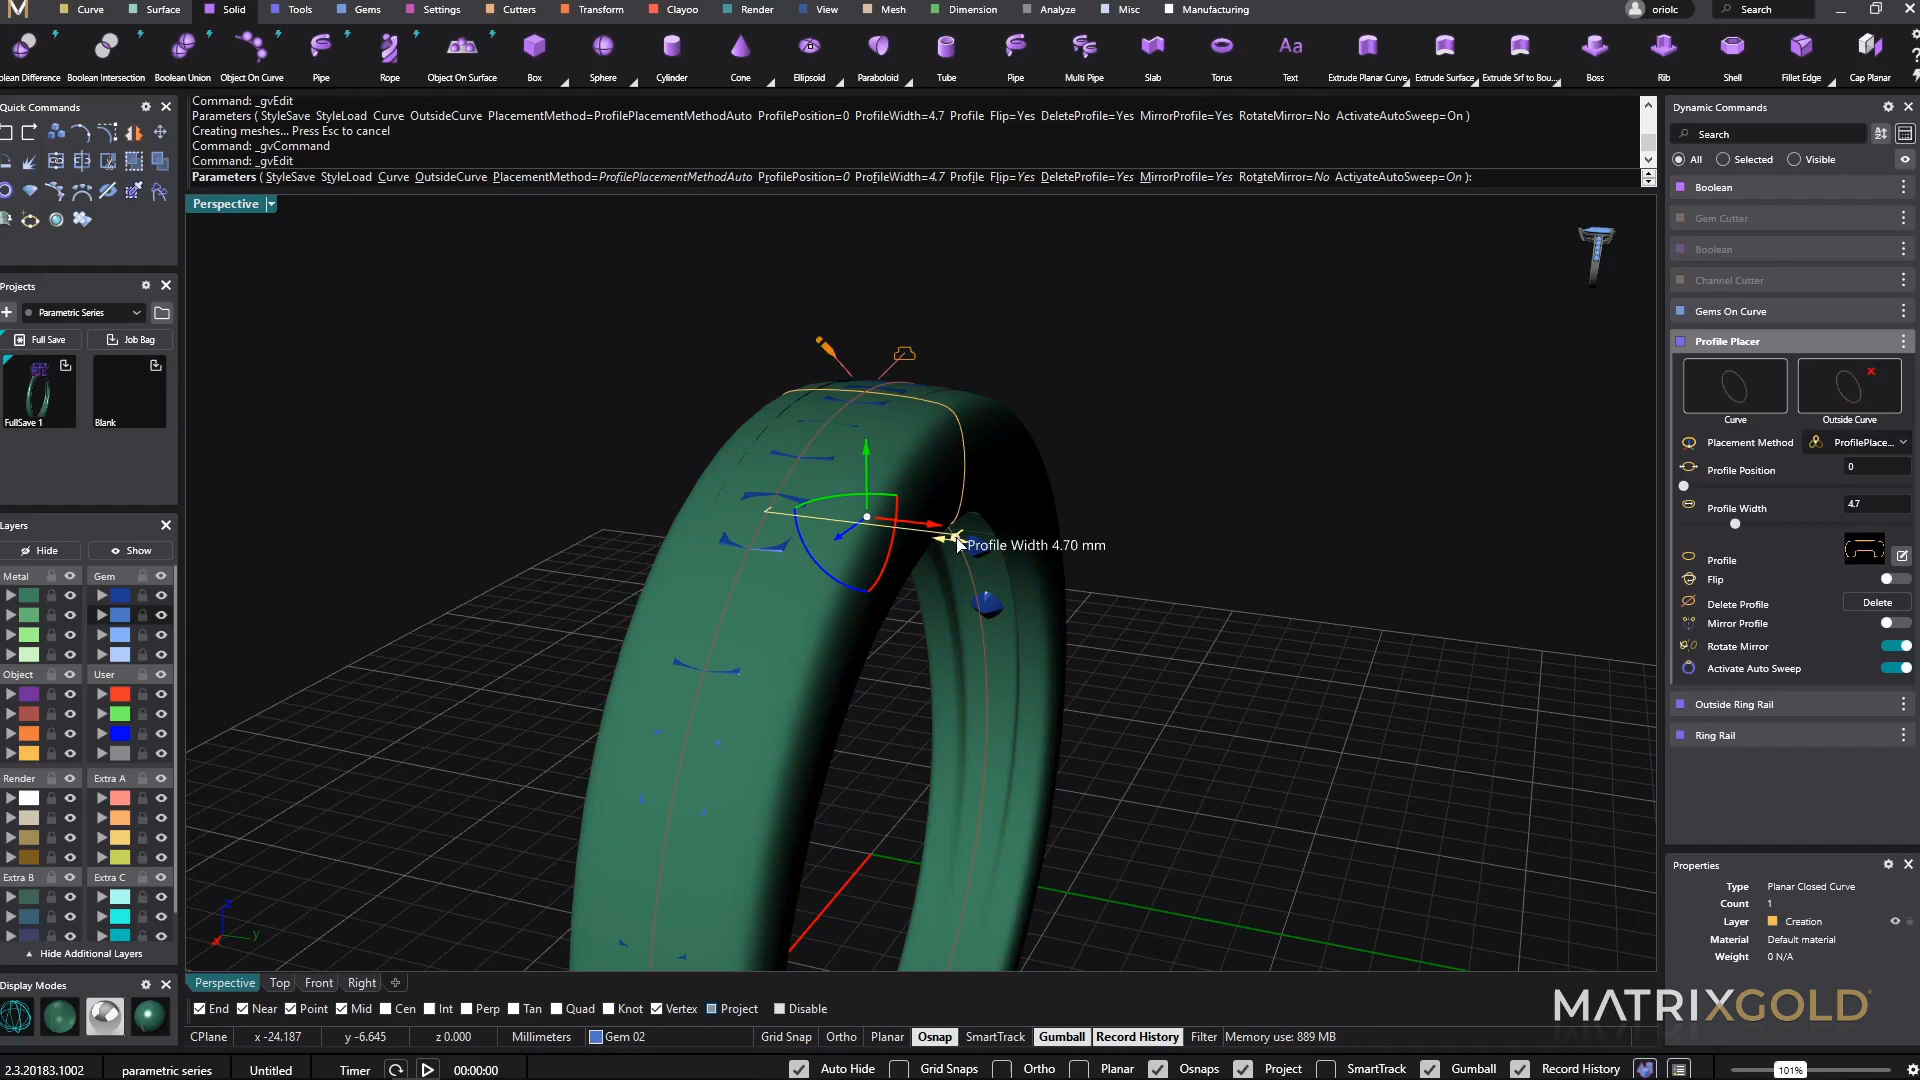 Curve Surface Solid Tools Gems Settings Cutters Transform Clayoo Render View Mesh Dimension Analyze Misc Manufacturing oriolc Search
olean Difference Boolean Intersection Boolean Union Object On Curve Pipe Rope Object On Surface Box Sphere Cylinder Cone Ellipsoid Paraboloid Tube Pipe Multi Pipe Slab Torus Text Extrude Planar Curve Extrude Surface Extrude Srf to Bou... Boss Rib Shell Fillet Edge Cap Planar
Quick Commands
Command: _gvEdit
Parameters ( StyleSave StyleLoad Curve OutsideCurve PlacementMethod=ProfilePlacementMethodAuto ProfilePosition=0 ProfileWidth=4.7 Profile Flip=Yes DeleteProfile=Yes MirrorProfile=Yes RotateMirror=No ActivateAutoSweep=On )
Creating meshes... Press Esc to cancel
Command: _gvCommand
Command: _gvEdit
Parameters ( StyleSave StyleLoad Curve OutsideCurve PlacementMethod=ProfilePlacementMethodAuto ProfilePosition=0 ProfileWidth=4.7 Profile Flip=Yes DeleteProfile=Yes MirrorProfile=Yes RotateMirror=No ActivateAutoSweep=On ):
Perspective
Projects
Parametric Series
Full Save Job Bag
FullSave 1 Blank
Layers
Hide Show
Metal Gem
Object User
Render Extra A
Extra B Extra C
Hide Additional Layers
Display Modes
Profile Width 4.70 mm
z
y
x
Perspective Top Front Right
End Near Point Mid Cen Int Perp Tan Quad Knot Vertex Project Disable
CPlane x -24.187 y -6.645 z 0.000 Millimeters Gem 02 Grid Snap Ortho Planar Osnap SmartTrack Gumball Record History Filter Memory use: 889 MB
2.3.20183.1002 parametric series Untitled Timer 00:00:00 Auto Hide Grid Snaps Ortho Planar Osnaps Project SmartTrack Gumball Record History 101%
Dynamic Commands
Search
All Selected Visible
Boolean
Gem Cutter
Boolean
Channel Cutter
Gems On Curve
Profile Placer
Curve Outside Curve
Placement Method ProfilePlace...
Profile Position 0
Profile Width 4.7
Profile
Flip
Delete Profile Delete
Mirror Profile
Rotate Mirror
Activate Auto Sweep
Outside Ring Rail
Ring Rail
Properties
Type Planar Closed Curve
Count 1
Layer Creation
Material Default material
Weight 0 N/A
MATRIXGOLD